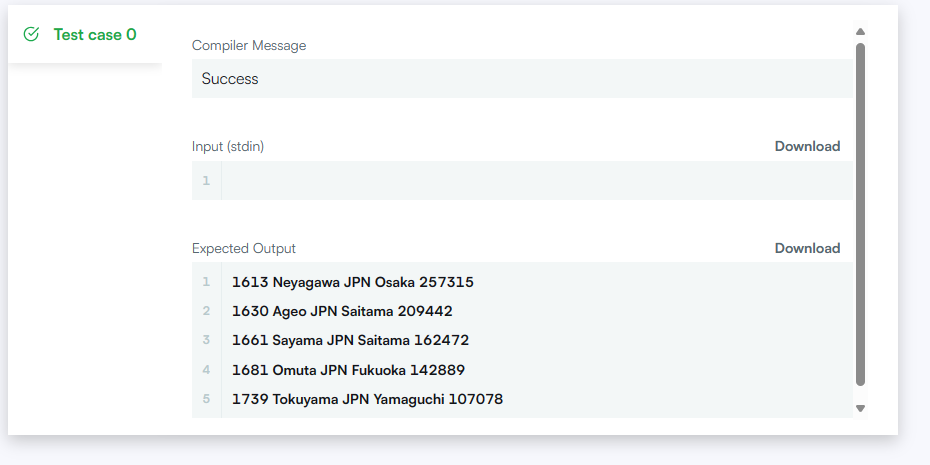 Test case 0
Compiler Message
Success
Input (stdin)
Download
1
Expected Output
Download
1 1613 Neyagawa JPN Osaka 257315
2 1630 Ageo JPN Saitama 209442
3 1661 Sayama JPN Saitama 162472
4 1681 Omuta JPN Fukuoka 142889
5 1739 Tokuyama JPN Yamaguchi 107078